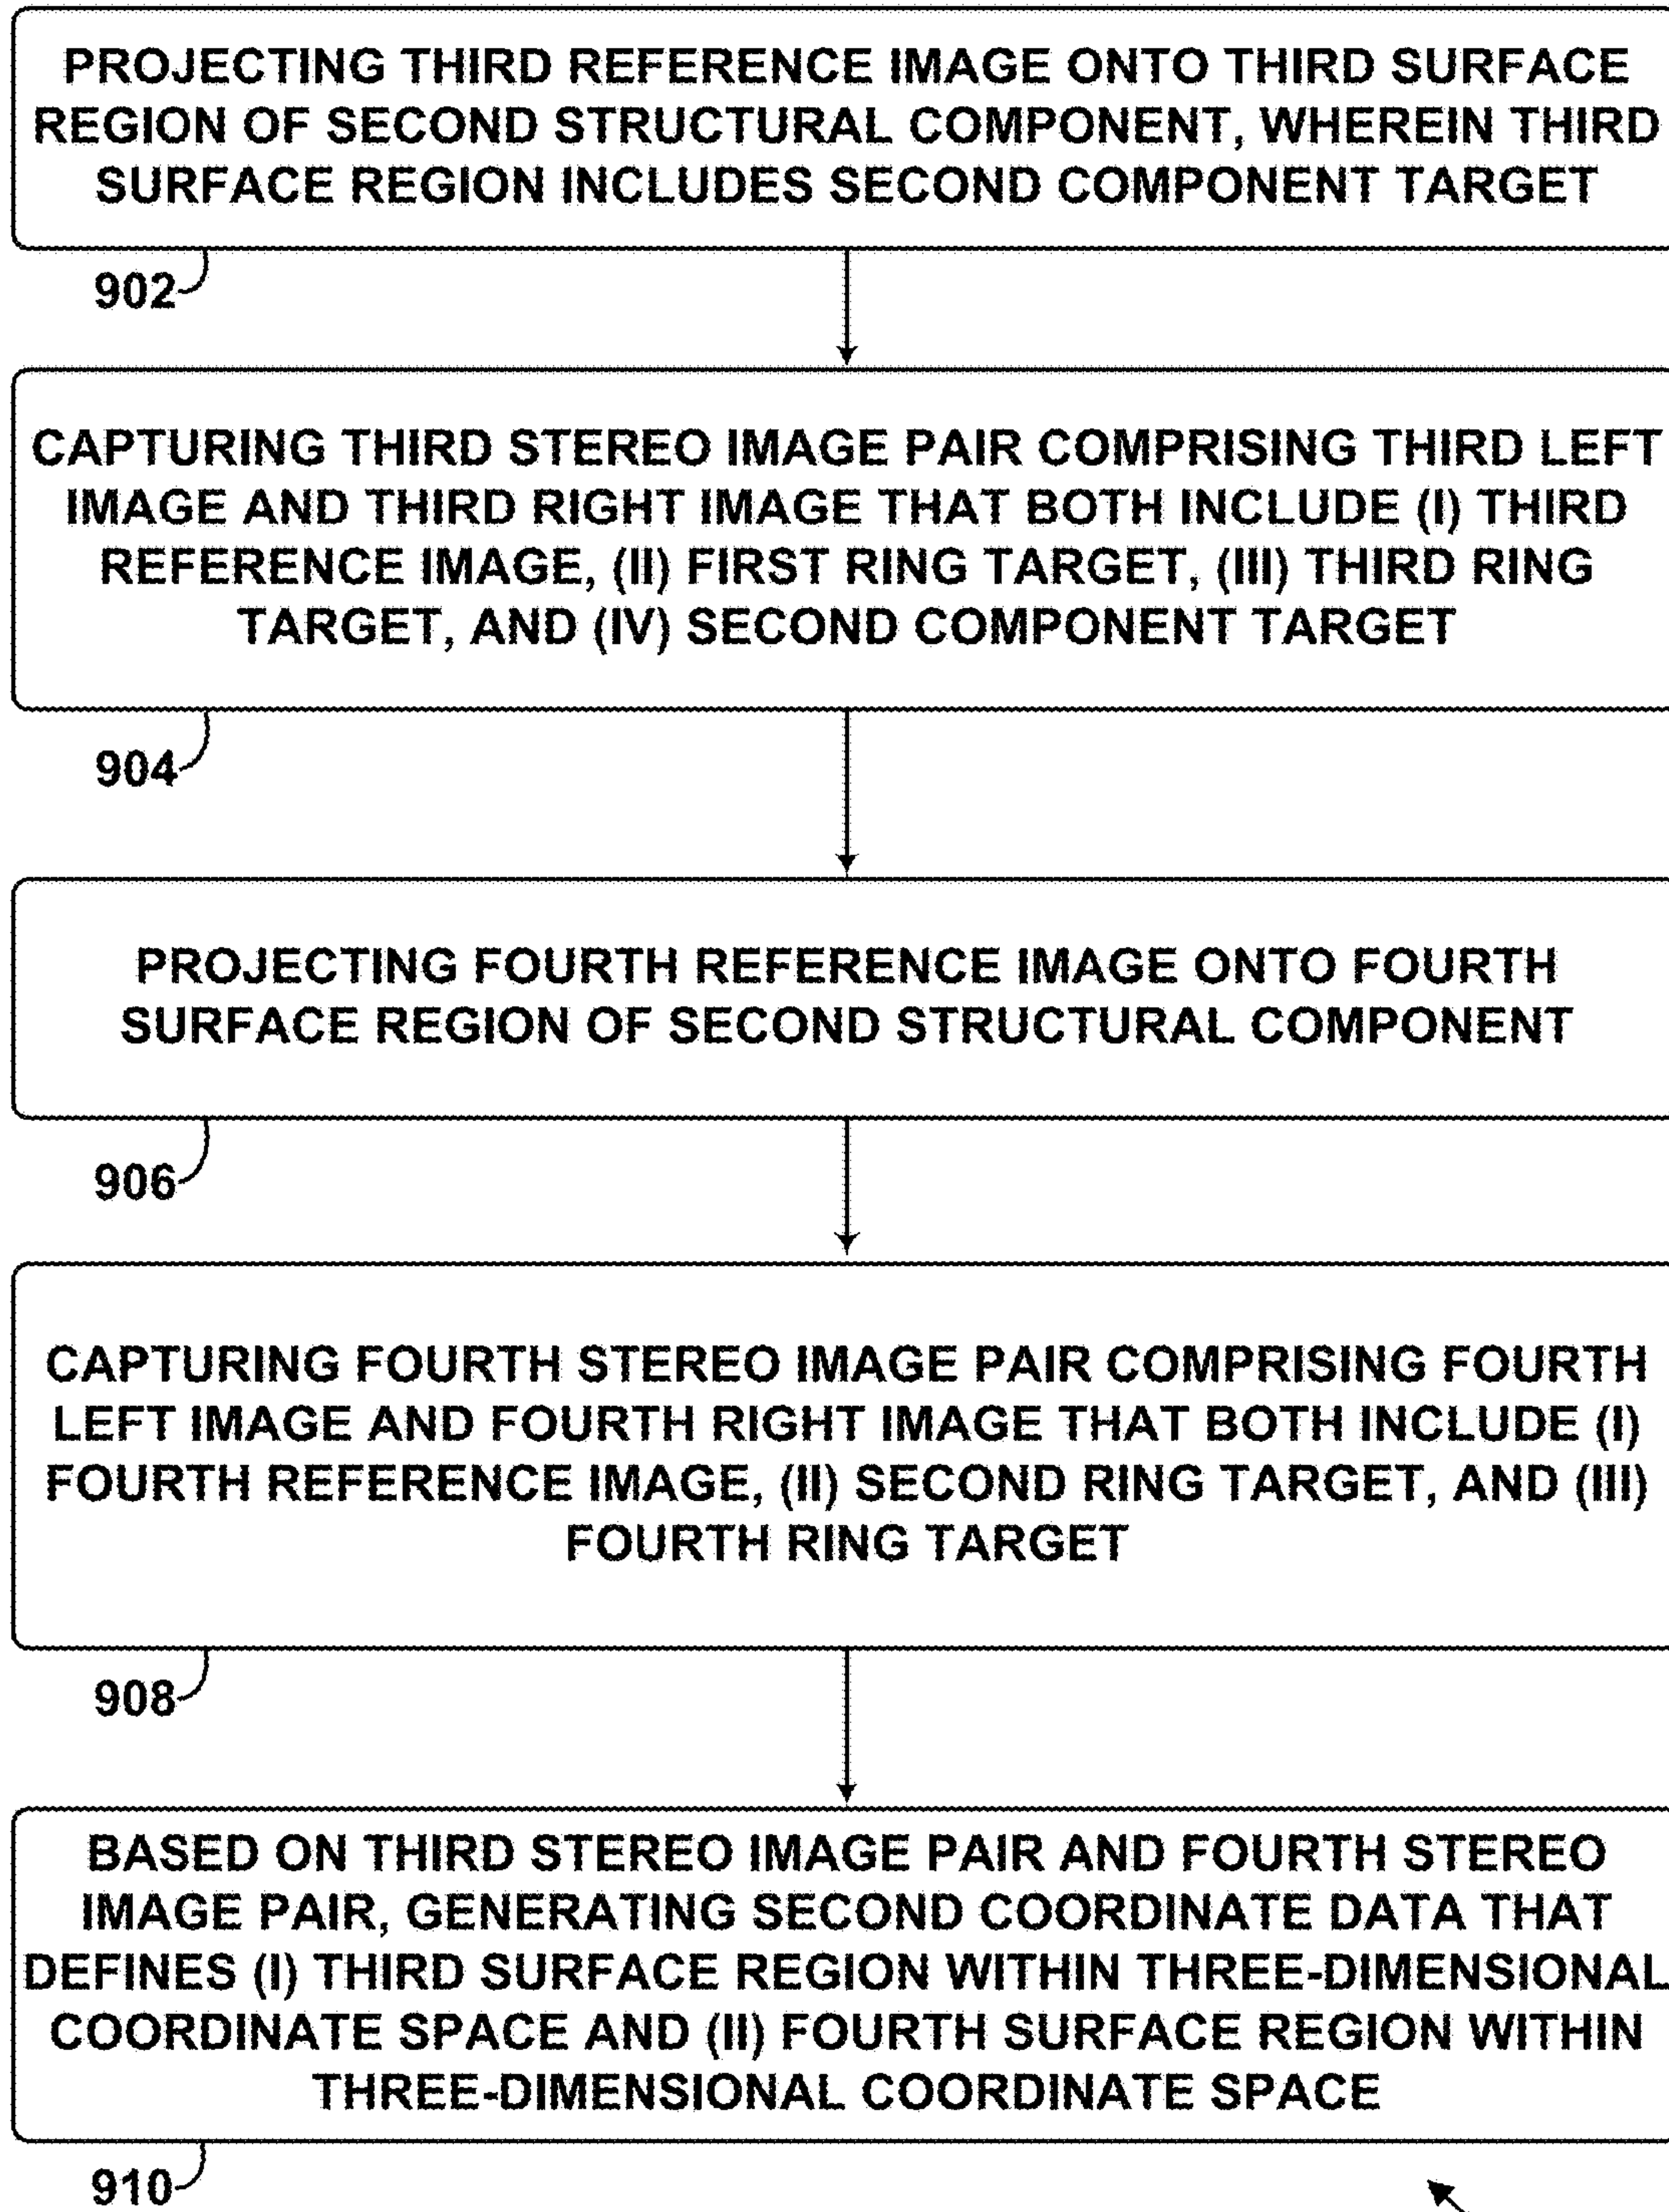 PROJECTING THIRD REFERENCE IMAGE ONTO THIRD SURFACE
REGION OF SECOND STRUCTURAL COMPONENT, WHEREIN THIRD
SURFACE REGION INCLUDES SECOND COMPONENT TARGET
902
CAPTURING THIRD STEREO IMAGE PAIR COMPRISING THIRD LEFT
IMAGE AND THIRD RIGHT IMAGE THAT BOTH INCLUDE (I) THIRD
REFERENCE IMAGE, (II) FIRST RING TARGET, (III) THIRD RING
TARGET, AND (IV) SECOND COMPONENT TARGET
904
PROJECTING FOURTH REFERENCE IMAGE ONTO FOURTH
SURFACE REGION OF SECOND STRUCTURAL COMPONENT
906
CAPTURING FOURTH STEREO IMAGE PAIR COMPRISING FOURTH
LEFT IMAGE AND FOURTH RIGHT IMAGE THAT BOTH INCLUDE (I)
FOURTH REFERENCE IMAGE, (II) SECOND RING TARGET, AND (III)
FOURTH RING TARGET
908
BASED ON THIRD STEREO IMAGE PAIR AND FOURTH STEREO
IMAGE PAIR, GENERATING SECOND COORDINATE DATA THAT
DEFINES (I) THIRD SURFACE REGION WITHIN THREE-DIMENSIONAL
COORDINATE SPACE AND (II) FOURTH SURFACE REGION WITHIN
THREE-DIMENSIONAL COORDINATE SPACE
910